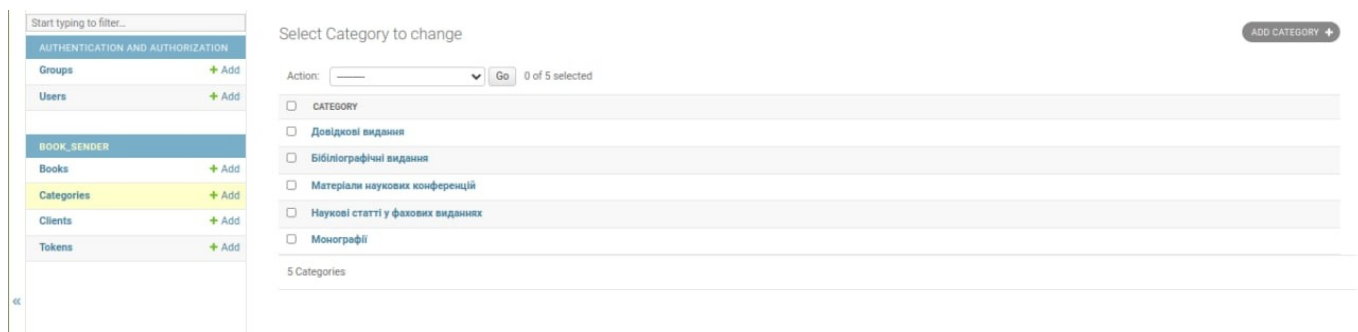 Start typing to filter...
AUTHENTICATION AND AUTHORIZATION
Groups + Add
Users + Add
BOOK_SENDER
Books + Add
Categories + Add
Clients + Add
Tokens + Add
«
Select Category to change
ADD CATEGORY +
Action: --------- Go 0 of 5 selected
CATEGORY
Довідкові видання
Бібіліографічні видання
Матеріали наукових конференцій
Наукові статті у фахових виданнях
Монографії
5 Categories